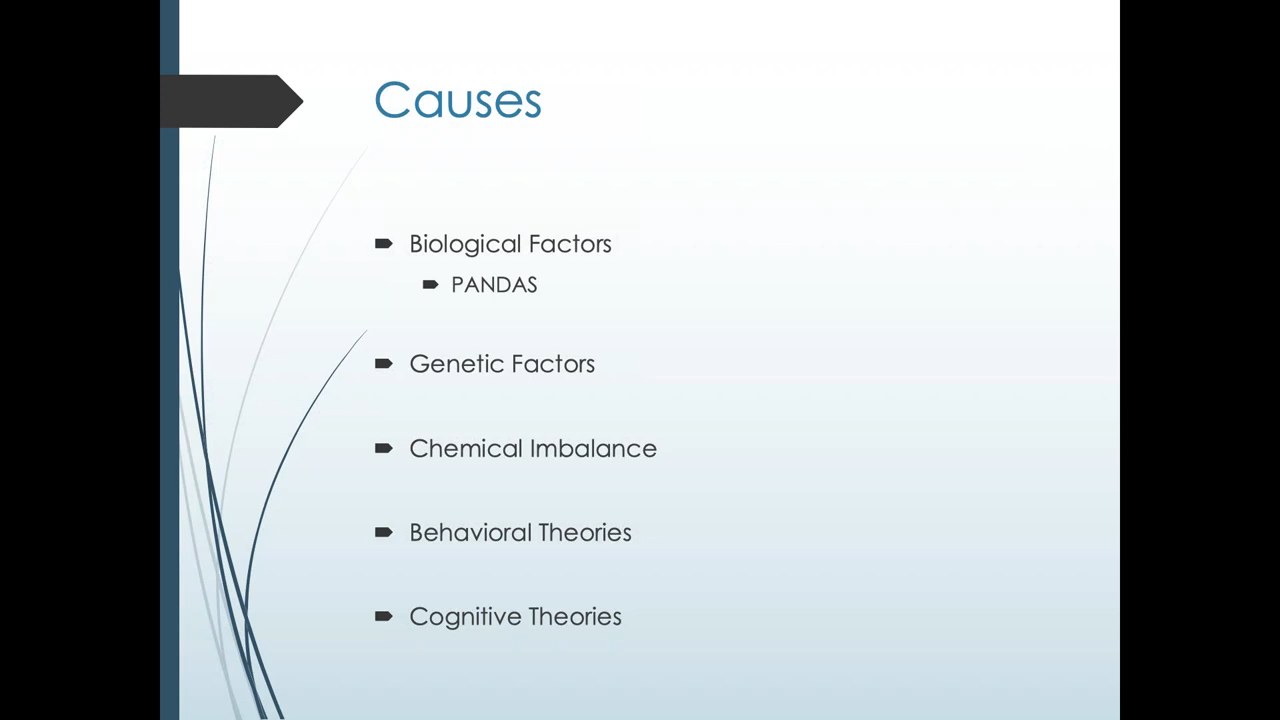 Causes
Biological Factors
PANDAS
Genetic Factors
Chemical Imbalance
Behavioral Theories
Cognitive Theories